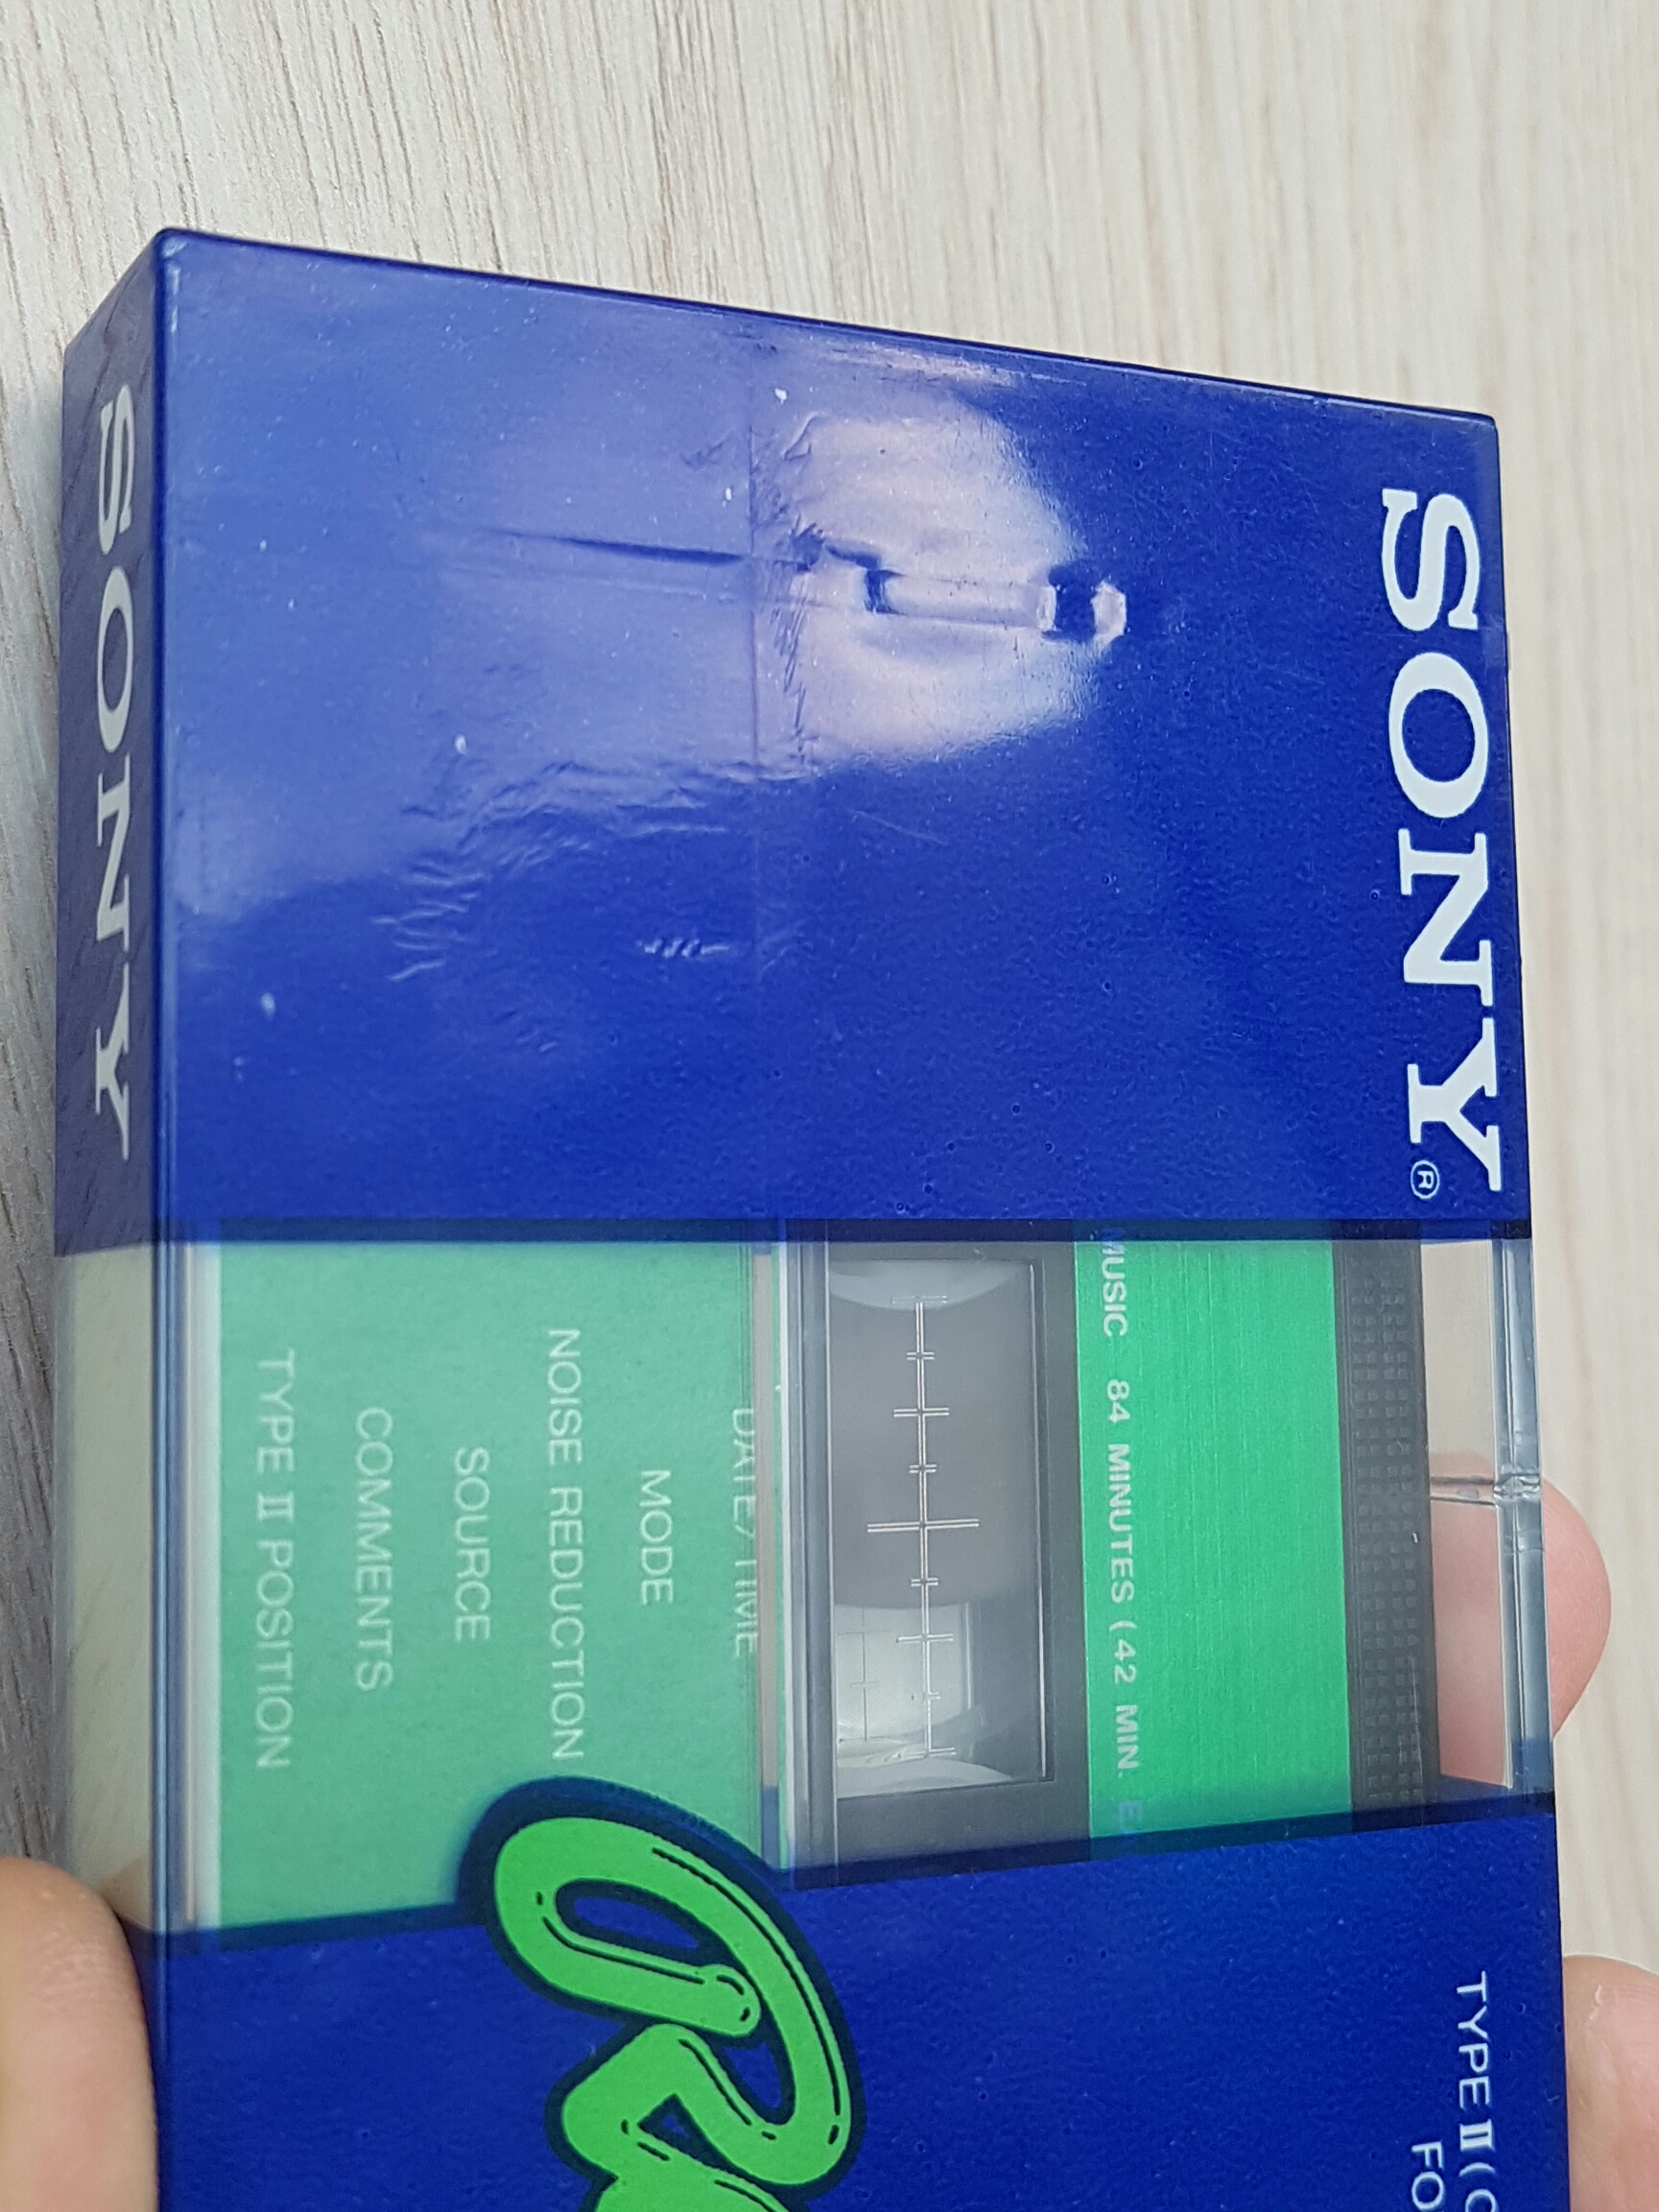 SONY
SONY®
MUSIC 84 MINUTES (42 MIN.
DATE/TIME
MODE
NOISE REDUCTION
SOURCE
COMMENTS
TYPE II POSITION
TYPE II (
FO